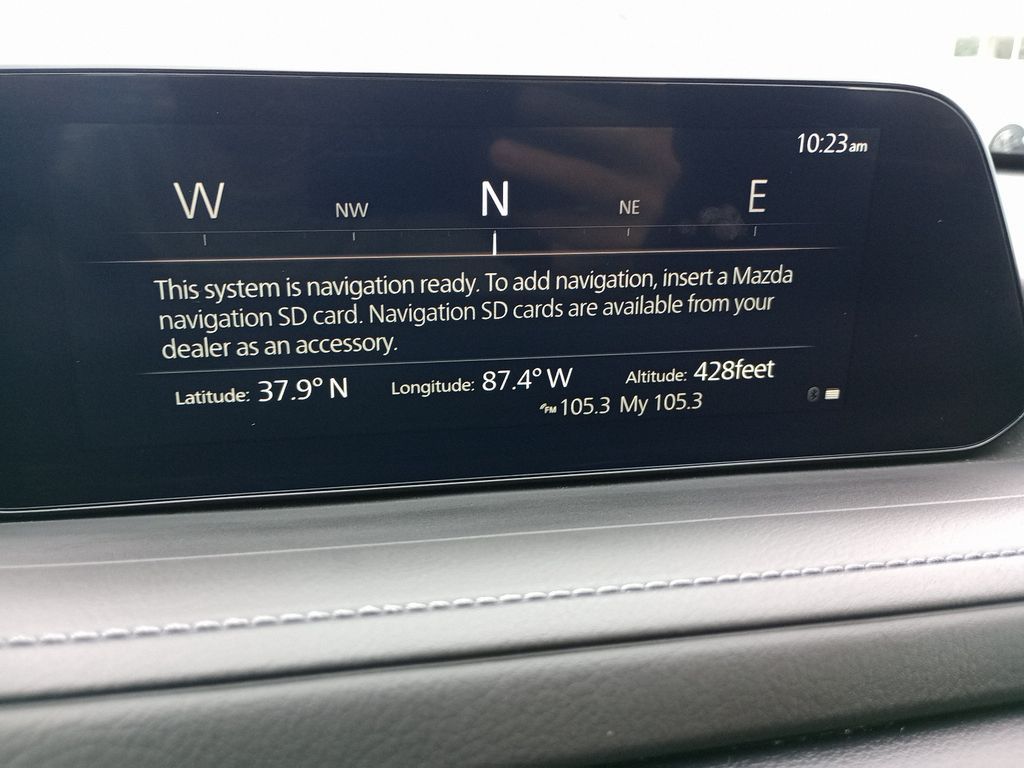 10:23am
W NW N NE E
This system is navigation ready. To add navigation, insert a Mazda
navigation SD card. Navigation SD cards are available from your
dealer as an accessory.
Latitude: 37.9° N Longitude: 87.4° W Altitude: 428feet
FM 105.3 My 105.3